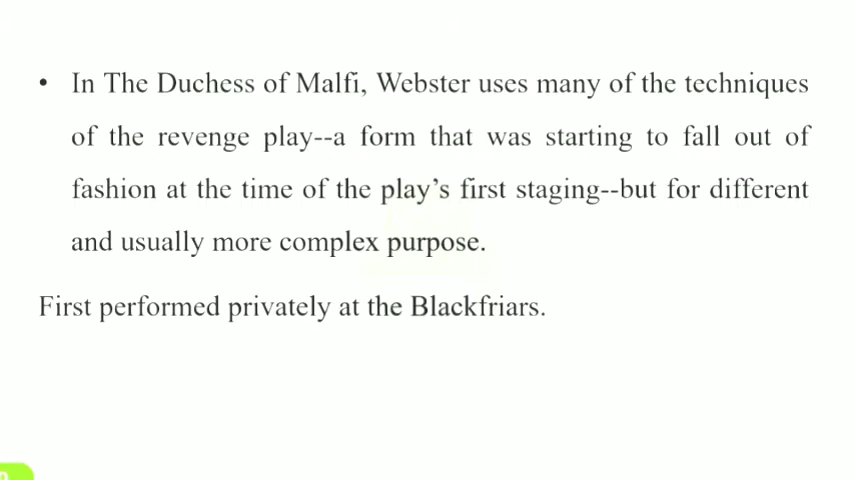 • In The Duchess of Malfi, Webster uses many of the techniques
of the revenge play--a form that was starting to fall out of
fashion at the time of the play’s first staging--but for different
and usually more complex purpose.
First performed privately at the Blackfriars.